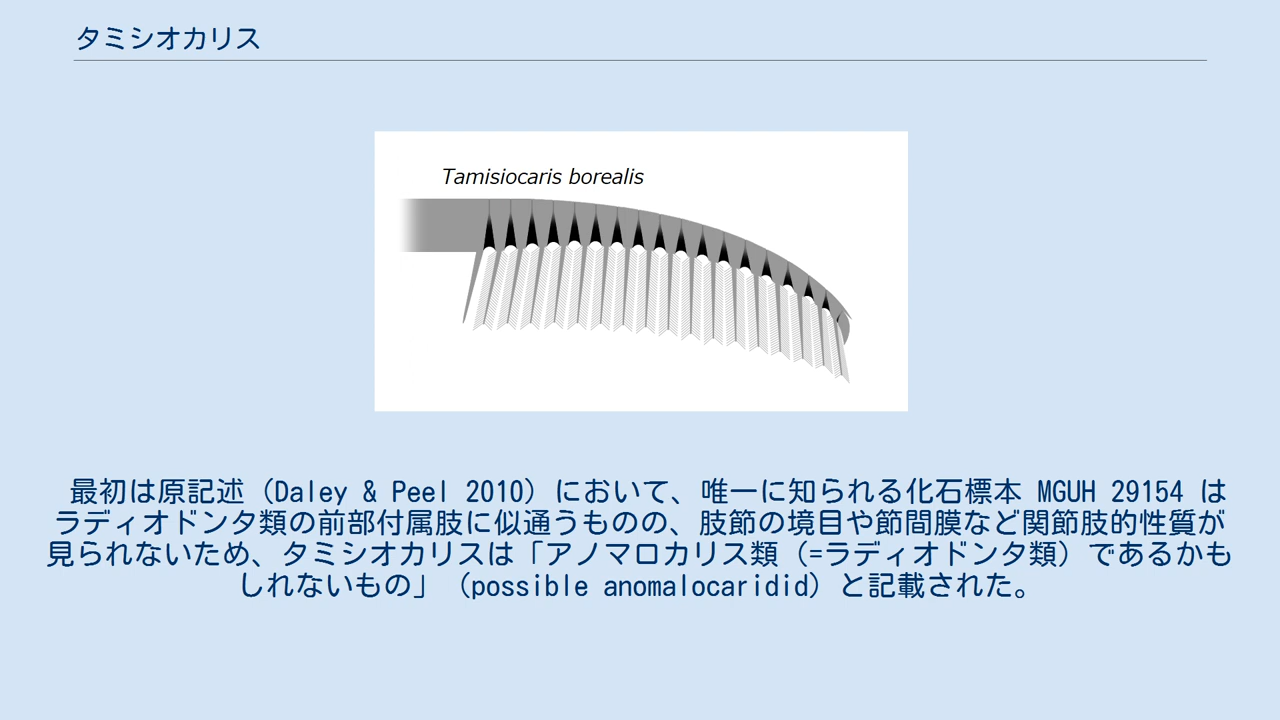 タミシオカリス
Tamisiocaris borealis
最初は原記述（Daley & Peel 2010）において、唯一に知られる化石標本 MGUH 29154 は
ラディオドンタ類の前部付属肢に似通うものの、肢節の境目や節間膜など関節肢的性質が
見られないため、タミシオカリスは「アノマロカリス類（=ラディオドンタ類）であるかも
しれないもの」（possible anomalocaridid）と記載された。